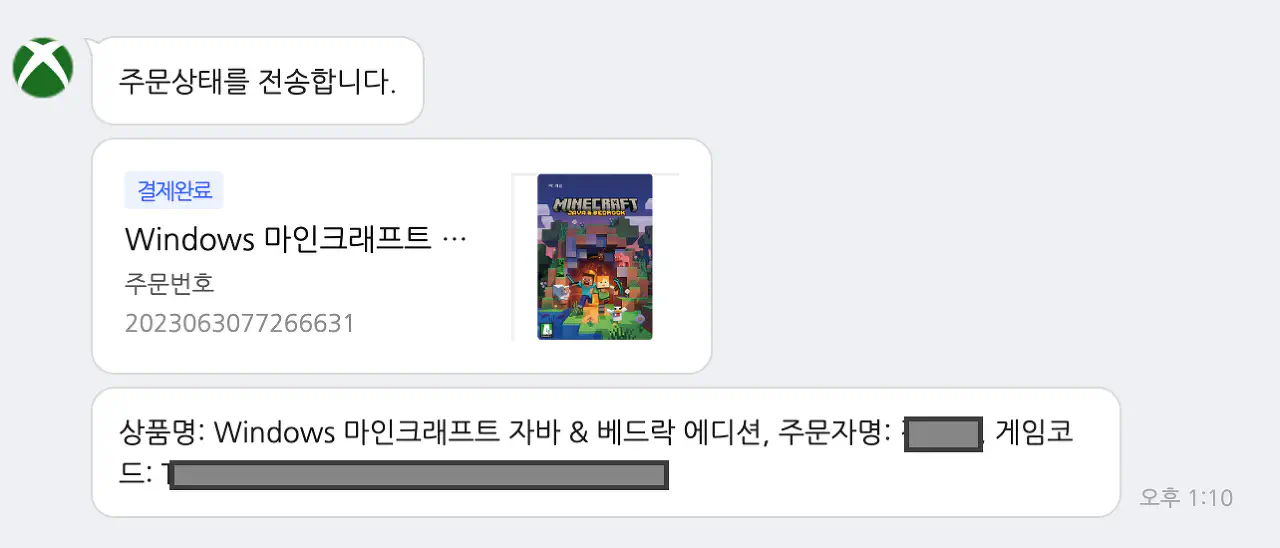 주문상태를 전송합니다.
결제완료
Windows 마인크래프트 ···
주문번호
2023063077266631
MINECRAFT
JAVA & BEDROCK
상품명: Windows 마인크래프트 자바 & 베드락 에디션, 주문자명: , 게임코
드: T
오후 1:10